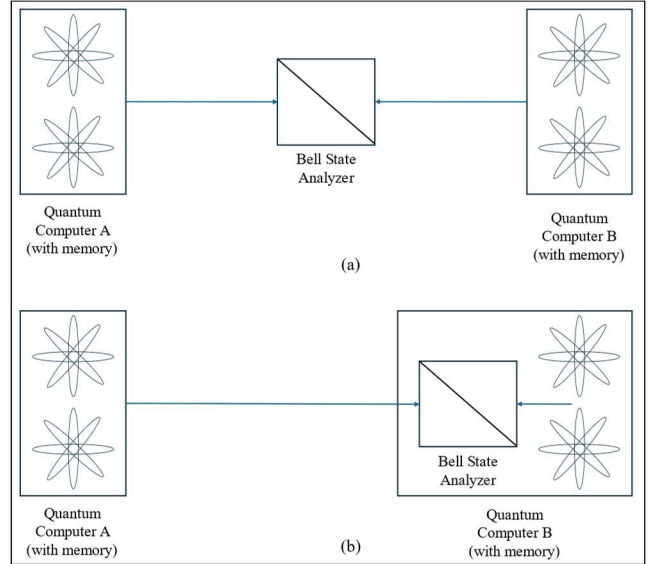 Bell State
Analyzer
Quantum
Computer A
(with memory)
Quantum
Computer B
(with memory)
(a)
Bell State
Analyzer
Quantum
Computer A
(with memory)
Quantum
Computer B
(with memory)
(b)